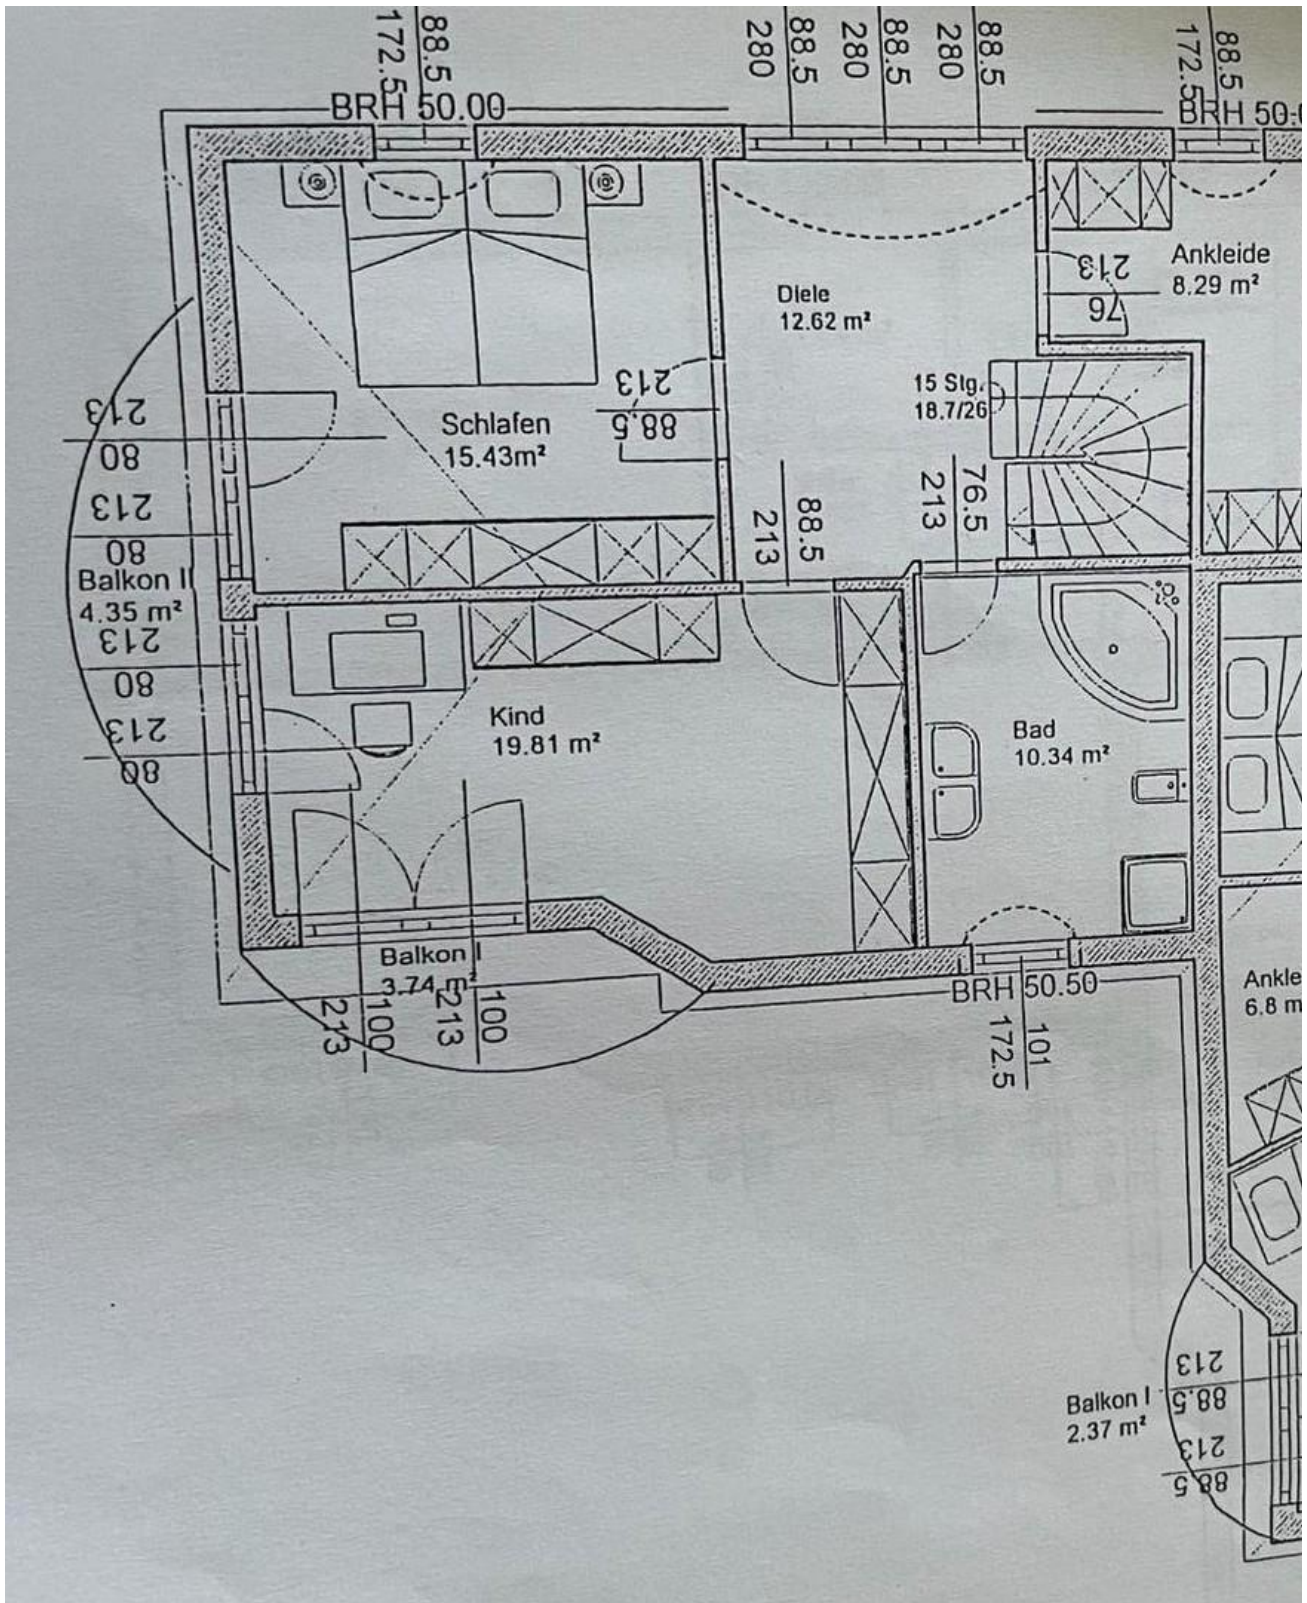 88.5
172.5
BRH 50.00
88.5
280
88.5
280
88.5
280
88.5
172.5
BRH 50.
Ankleide
8.29 m²
213
76
Diele
12.62 m²
15 Stg.
18.7/26
213
88.5
Schlafen
15.43m²
213
80
213
80
Balkon II
4.35 m²
213
80
213
80
88.5
213
76.5
213
Kind
19.81 m²
Bad
10.34 m²
Balkon I
3.74 m²
100
213
100
213
BRH 50.50
101
172.5
Ankle
6.8 m
Balkon I
2.37 m²
213
88.5
213
88.5